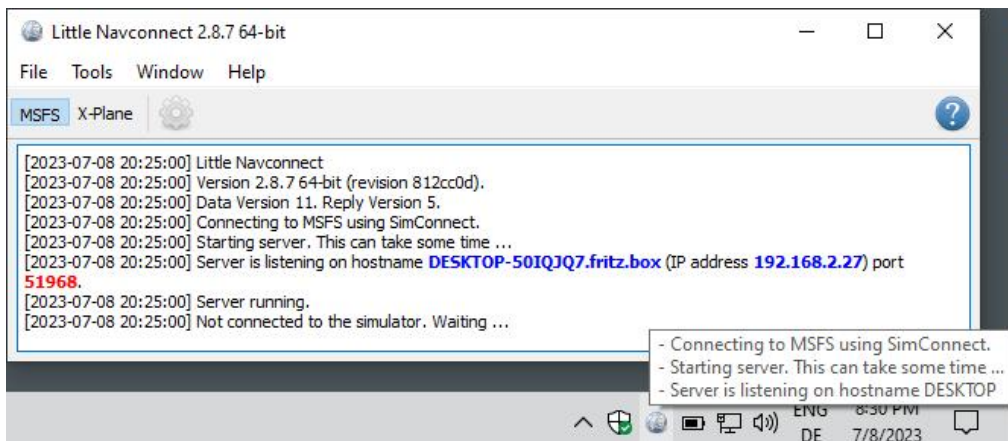 Little Navconnect 2.8.7 64-bit
File Tools Window Help
MSFS X-Plane
[2023-07-08 20:25:00] Little Navconnect
[2023-07-08 20:25:00] Version 2.8.7 64-bit (revision 812cc0d).
[2023-07-08 20:25:00] Data Version 11. Reply Version 5.
[2023-07-08 20:25:00] Connecting to MSFS using SimConnect.
[2023-07-08 20:25:00] Starting server. This can take some time ...
[2023-07-08 20:25:00] Server is listening on hostname DESKTOP-50IQJQ7.fritz.box (IP address 192.168.2.27) port
51968.
[2023-07-08 20:25:00] Server running.
[2023-07-08 20:25:00] Not connected to the simulator. Waiting ...
- Connecting to MSFS using SimConnect.
- Starting server. This can take some time ...
- Server is listening on hostname DESKTOP
ENG 8:30 PM
DE 7/8/2023